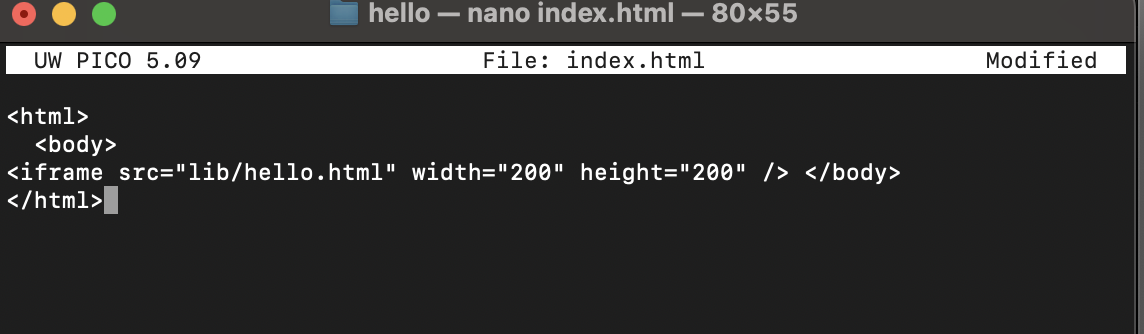 hello — nano index.html — 80×55
UW PICO 5.09 File: index.html Modified
<html>
  <body>
<iframe src="lib/hello.html" width="200" height="200" /> </body>
</html>